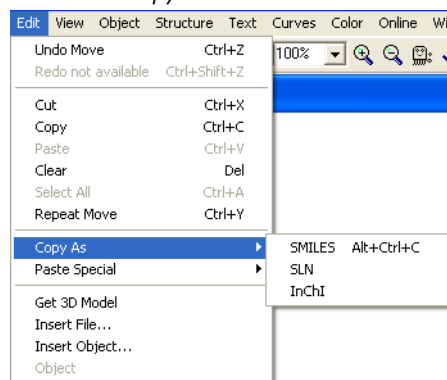 Edit View Object Structure Text Curves Color Online
Undo Move Ctrl+Z
100%
Redo not available Ctrl+Shift+Z
Cut Ctrl+X
Copy Ctrl+C
Paste Ctrl+V
Clear Del
Select All Ctrl+A
Repeat Move Ctrl+Y
Copy As
SMILES Alt+Ctrl+C
Paste Special
SLN
InChI
Get 3D Model
Insert File...
Insert Object...
Object